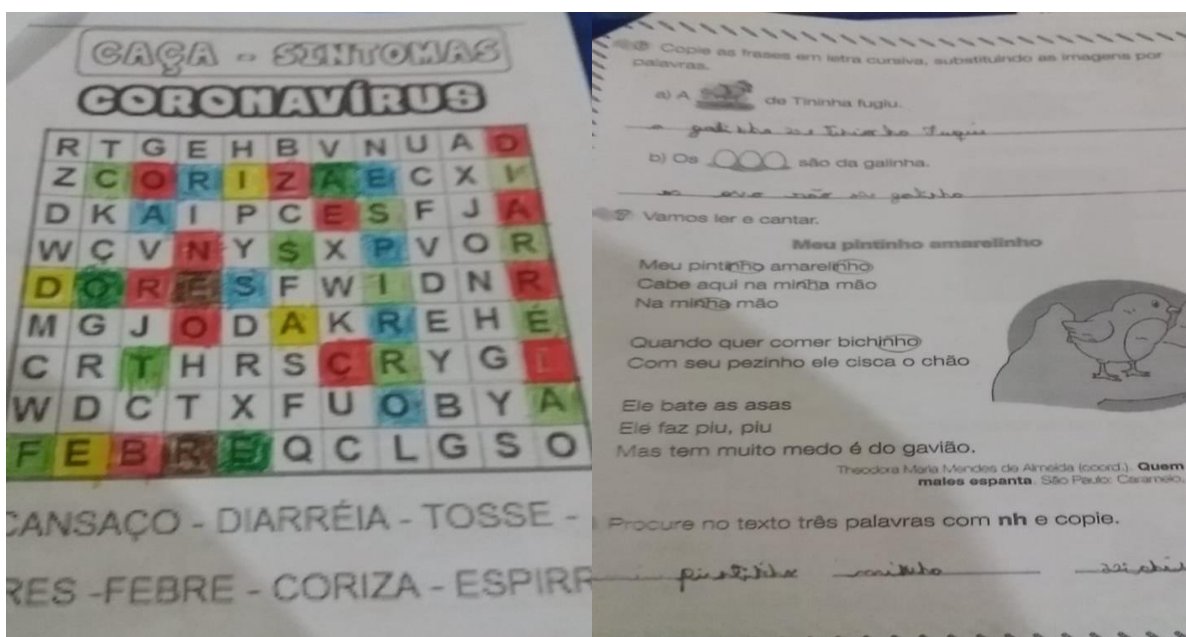 CAÇA - SINTOMAS
CORONAVÍRUS
R T G E H B V N U A D
Z C O R I Z A E C X I
D K A I P C E S F J A
W Ç V N Y S X P V O R
D O R E S F W I D N R
M G J O D A K R E H É
C R T H R S Ç R Y G I
W D C T X F U O B Y A
F E B R E Q C L G S O
CANSAÇO - DIARRÉIA - TOSSE -
RES -FEBRE - CORIZA - ESPIRR
Copie as frases em letra cursiva, substituindo as imagens por
palavras.
a) A de Tininha fugiu.
a galinha
b) Os são da galinha.
Vamos ler e cantar.
Meu pintinho amarelinho
Meu pintinho amarelinho
Cabe aqui na minha mão
Na minha mão
Quando quer comer bichinho
Com seu pezinho ele cisca o chão
Ele bate as asas
Ele faz piu, piu
Mas tem muito medo é do gavião.
Theodora Maria Mendes de Almeida (coord.). Quem
males espanta. São Paulo: Caramelo,
Procure no texto três palavras com nh e copie.